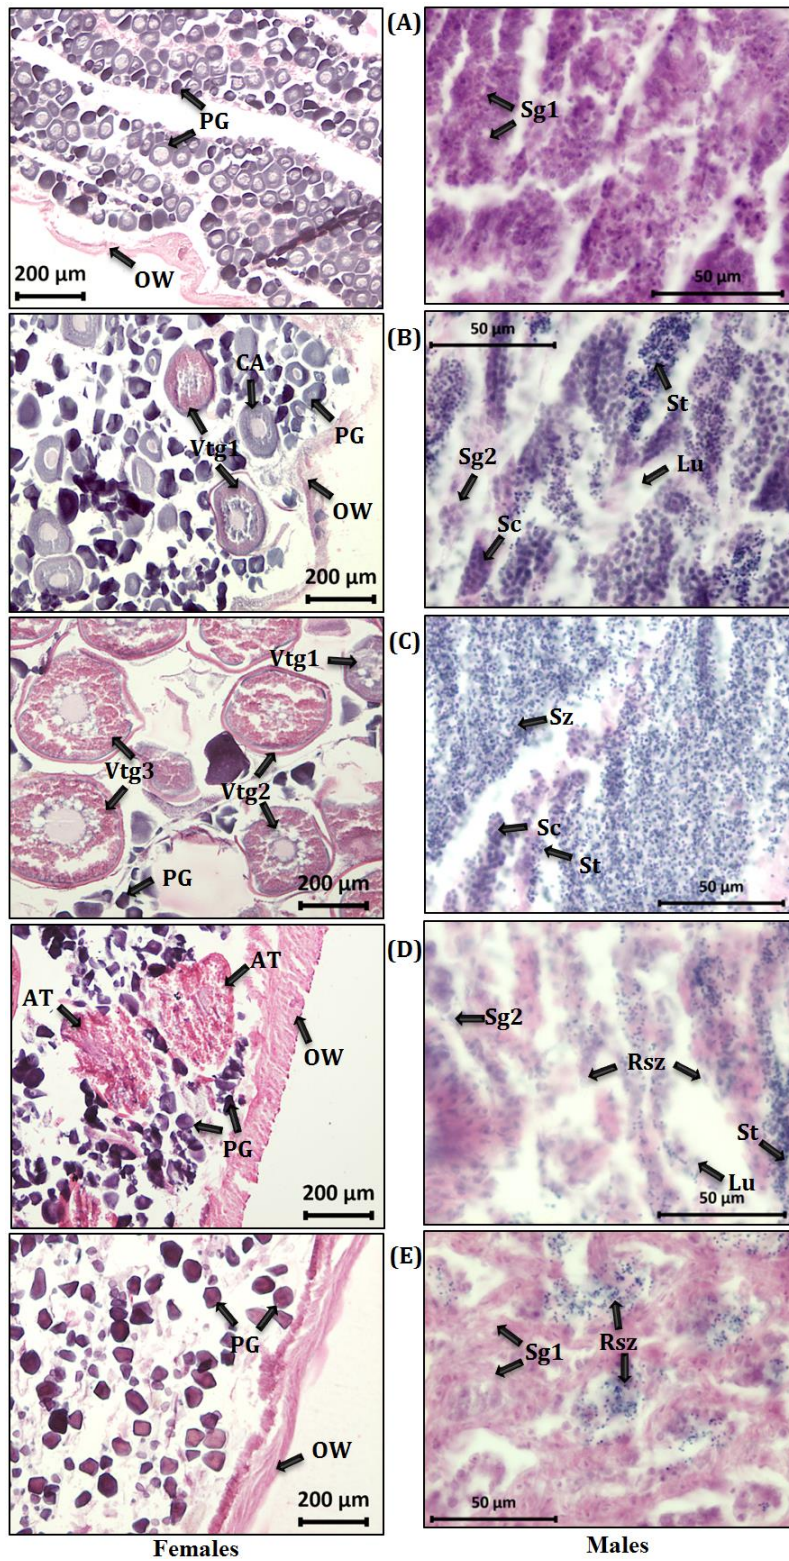 (A)
PG
OW
200 µm
Sg1
50 µm
(B)
CA
Vtg1
PG
OW
200 µm
50 µm
St
Sg2
Lu
Sc
(C)
Vtg1
Vtg3
Vtg2
PG
200 µm
Sz
Sc
St
50 µm
(D)
AT
AT
OW
PG
200 µm
Sg2
Rsz
St
Lu
50 µm
(E)
PG
OW
200 µm
Rsz
Sg1
50 µm
Females
Males